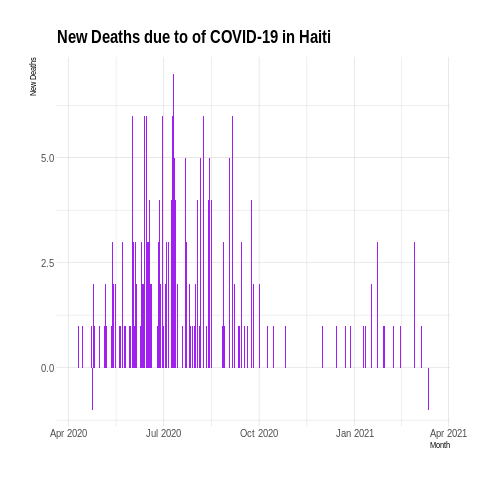 New Deaths due to of COVID-19 in Haiti
New Deaths
5.0
2.5
0.0
Apr 2020 Jul 2020 Oct 2020 Jan 2021 Apr 2021
Month